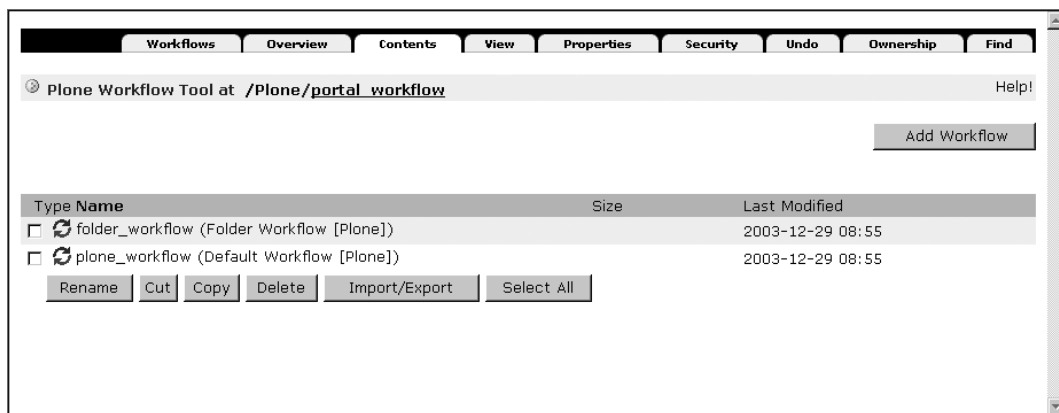 Workflows Overview Contents View Properties Security Undo Ownership Find
Plone Workflow Tool at /Plone/portal_workflow Help!
Add Workflow
Type Name Size Last Modified
folder_workflow (Folder Workflow [Plone]) 2003-12-29 08:55
plone_workflow (Default Workflow [Plone]) 2003-12-29 08:55
Rename Cut Copy Delete Import/Export Select All